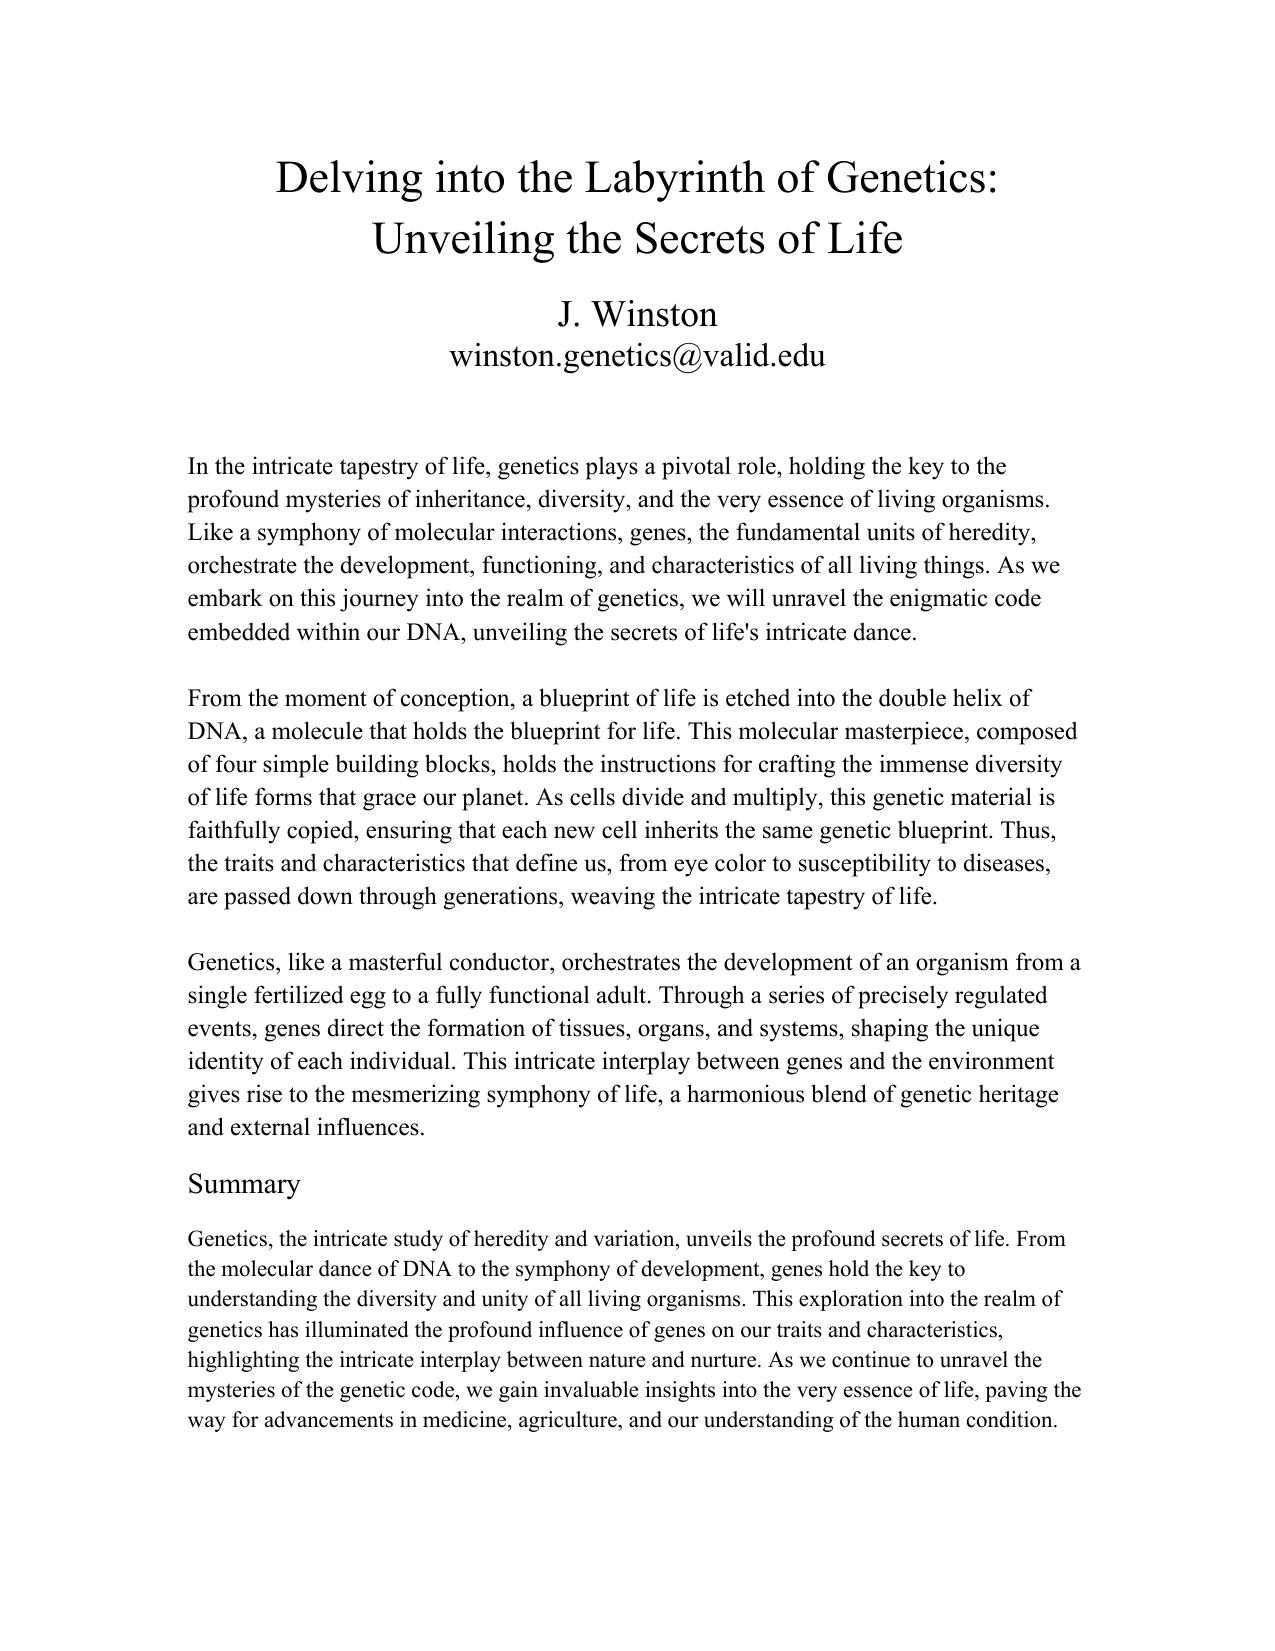 Delving into the Labyrinth of Genetics:
Unveiling the Secrets of Life
J. Winston
winston.genetics@valid.edu
In the intricate tapestry of life, genetics plays a pivotal role, holding the key to the
profound mysteries of inheritance, diversity, and the very essence of living organisms.
Like a symphony of molecular interactions, genes, the fundamental units of heredity,
orchestrate the development, functioning, and characteristics of all living things. As we
embark on this journey into the realm of genetics, we will unravel the enigmatic code
embedded within our DNA, unveiling the secrets of life's intricate dance.
From the moment of conception, a blueprint of life is etched into the double helix of
DNA, a molecule that holds the blueprint for life. This molecular masterpiece, composed
of four simple building blocks, holds the instructions for crafting the immense diversity
of life forms that grace our planet. As cells divide and multiply, this genetic material is
faithfully copied, ensuring that each new cell inherits the same genetic blueprint. Thus,
the traits and characteristics that define us, from eye color to susceptibility to diseases,
are passed down through generations, weaving the intricate tapestry of life.
Genetics, like a masterful conductor, orchestrates the development of an organism from a
single fertilized egg to a fully functional adult. Through a series of precisely regulated
events, genes direct the formation of tissues, organs, and systems, shaping the unique
identity of each individual. This intricate interplay between genes and the environment
gives rise to the mesmerizing symphony of life, a harmonious blend of genetic heritage
and external influences.
Summary
Genetics, the intricate study of heredity and variation, unveils the profound secrets of life. From
the molecular dance of DNA to the symphony of development, genes hold the key to
understanding the diversity and unity of all living organisms. This exploration into the realm of
genetics has illuminated the profound influence of genes on our traits and characteristics,
highlighting the intricate interplay between nature and nurture. As we continue to unravel the
mysteries of the genetic code, we gain invaluable insights into the very essence of life, paving the
way for advancements in medicine, agriculture, and our understanding of the human condition.